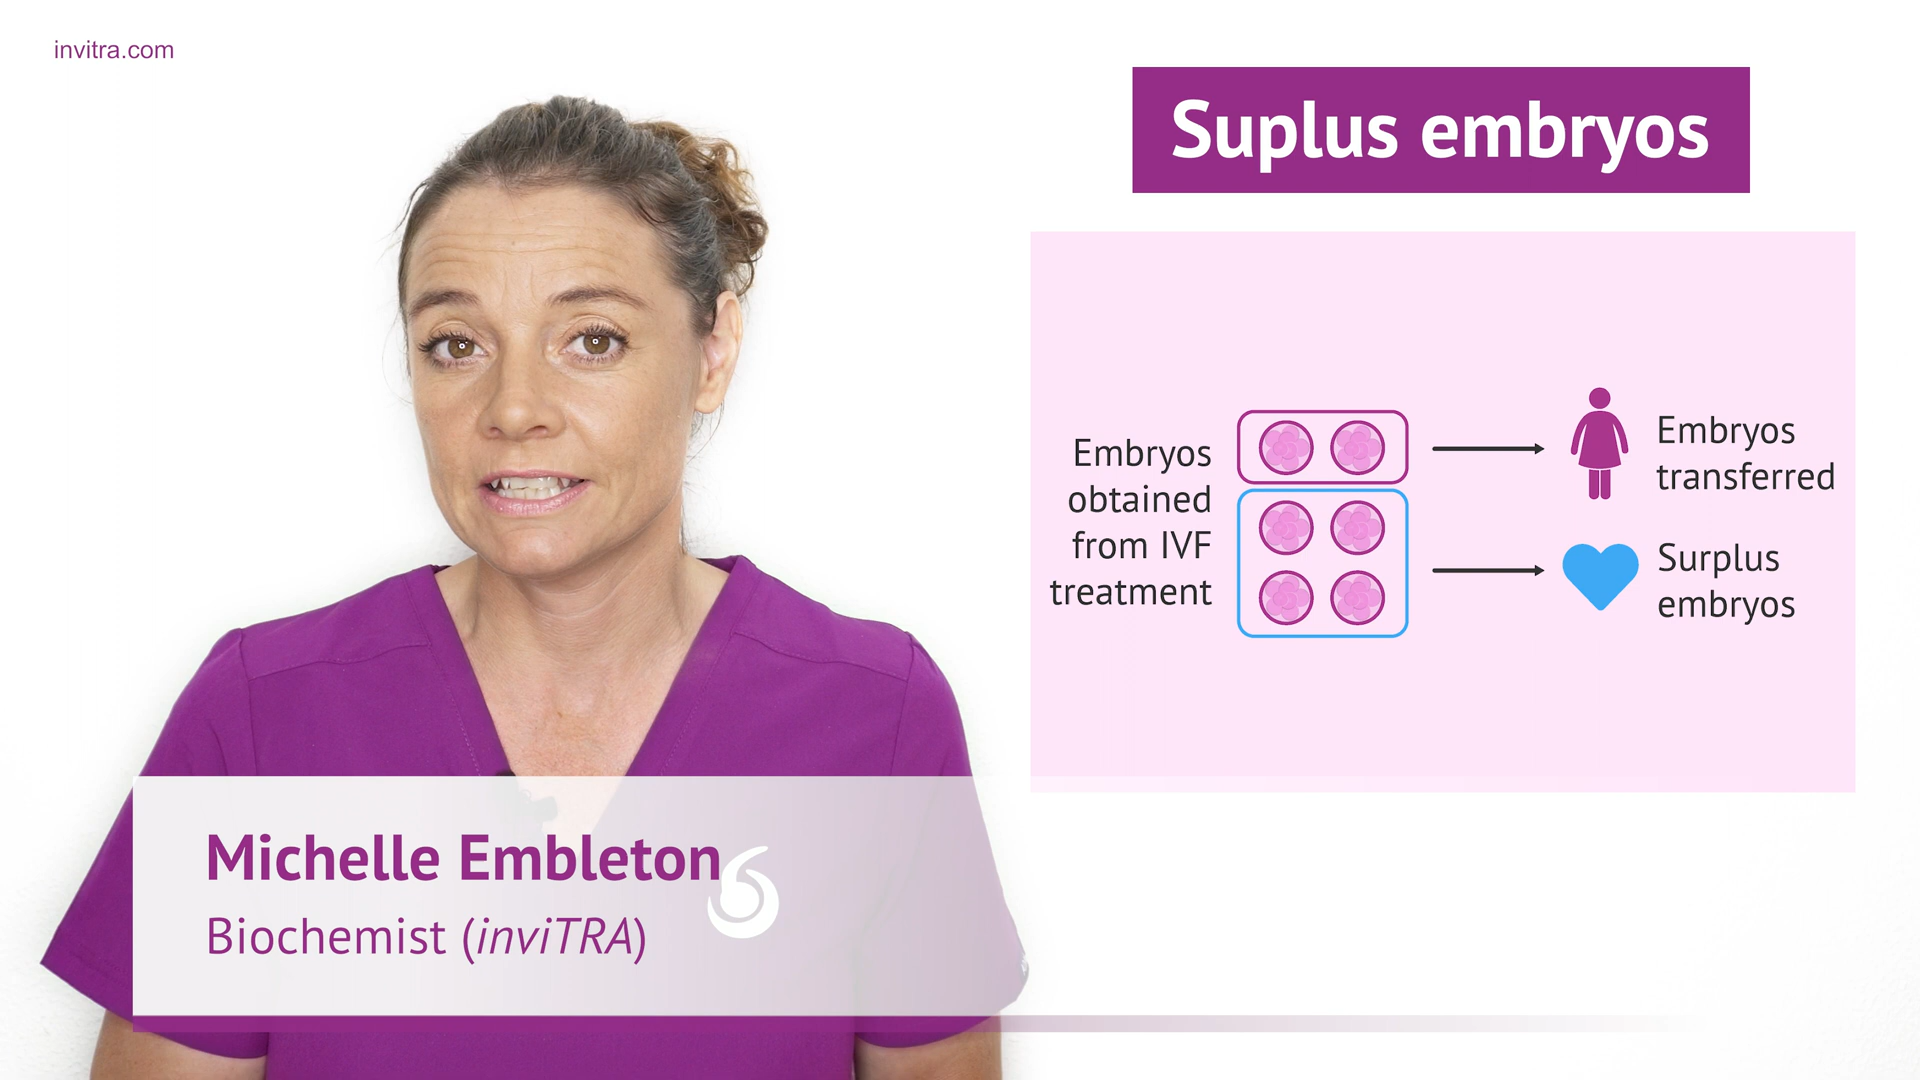 invitra.com
Suplus embryos
Embryos
obtained
from IVF
treatment
Embryos
transferred
Surplus
embryos
Michelle Embleton
Biochemist (inviTRA)